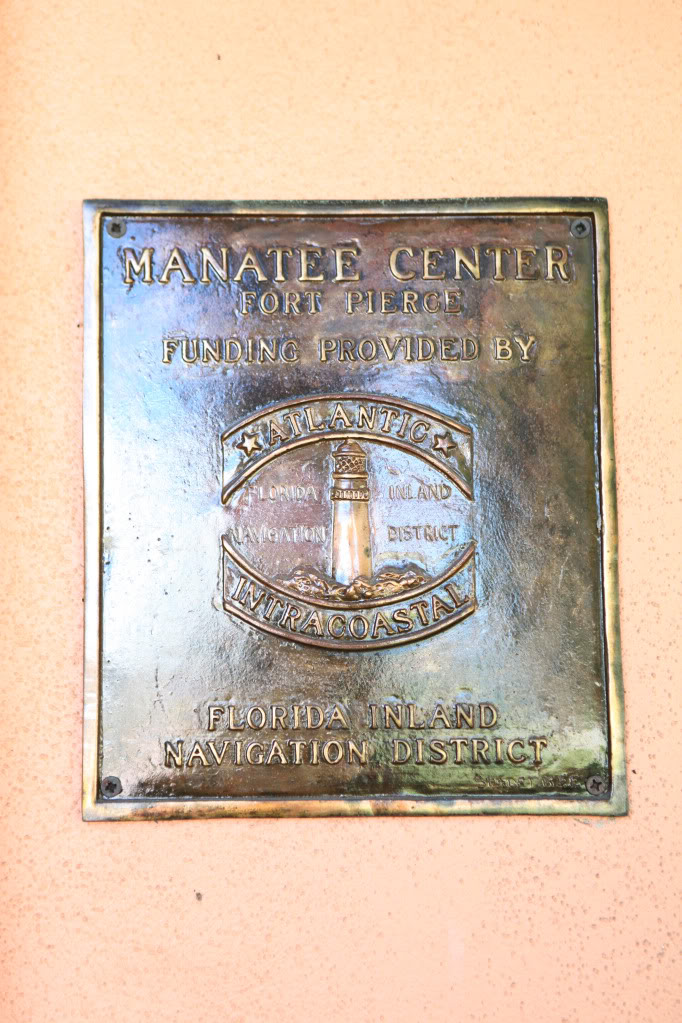 MANATEE CENTER
FORT PIERCE
FUNDING PROVIDED BY
ATLANTIC
FLORIDA INLAND
NAVIGATION DISTRICT
INTRACOASTAL
FLORIDA INLAND
NAVIGATION DISTRICT